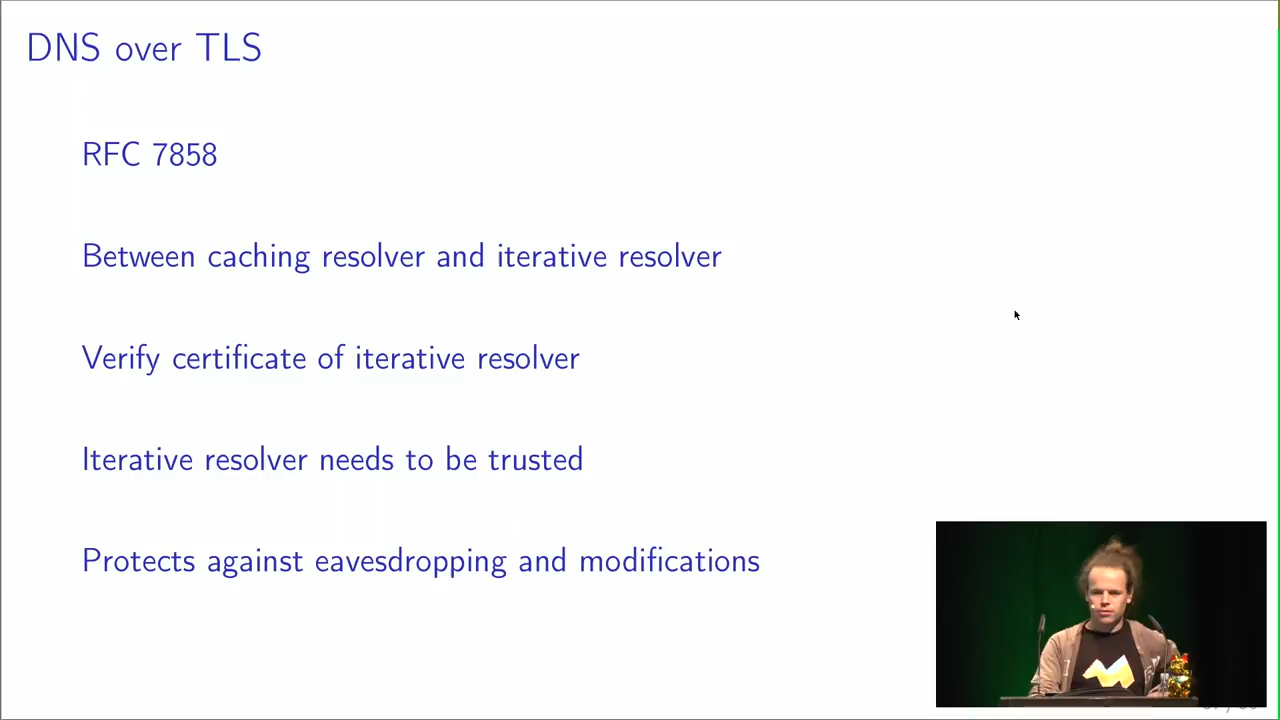 DNS over TLS
RFC 7858
Between caching resolver and iterative resolver
Verify certificate of iterative resolver
Iterative resolver needs to be trusted
Protects against eavesdropping and modifications